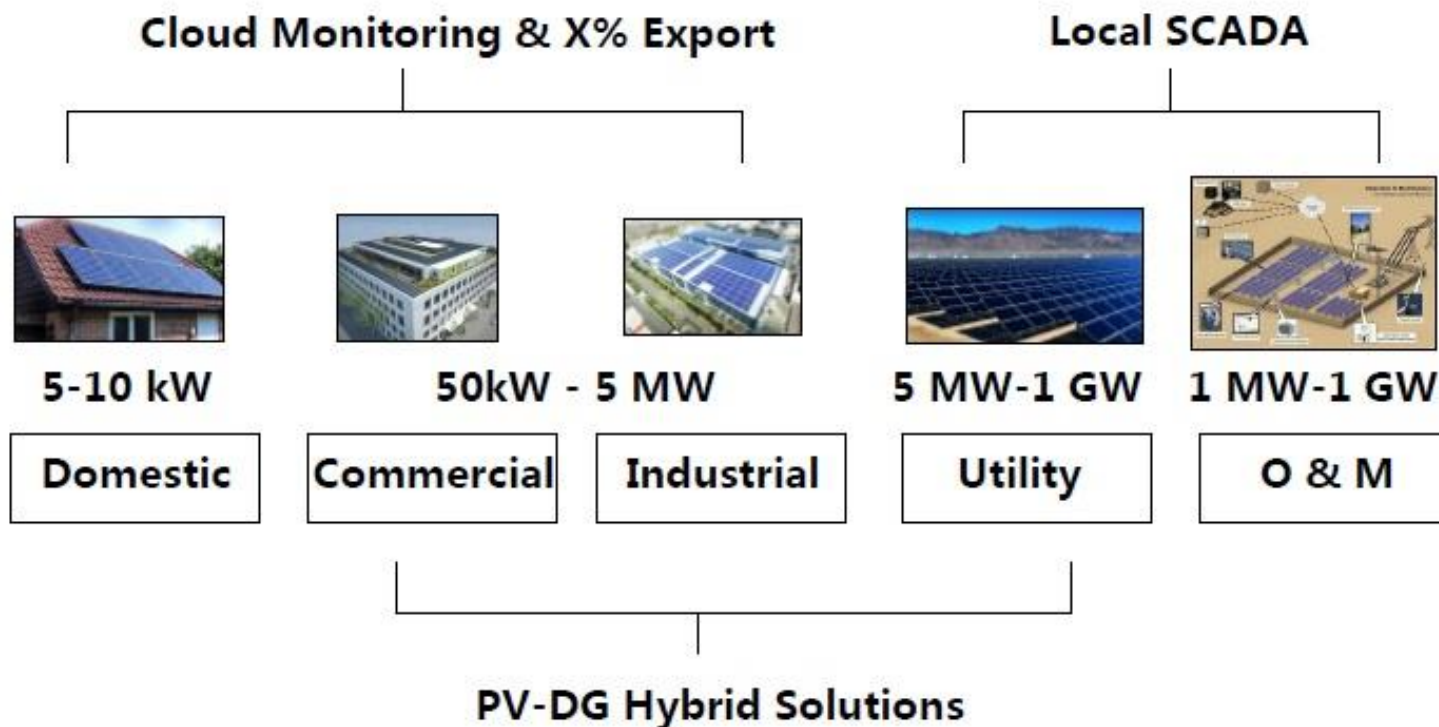 Cloud Monitoring & X% Export
Local SCADA
5-10 kW
50kW - 5 MW
5 MW-1 GW
1 MW-1 GW
Domestic
Commercial
Industrial
Utility
O & M
PV-DG Hybrid Solutions